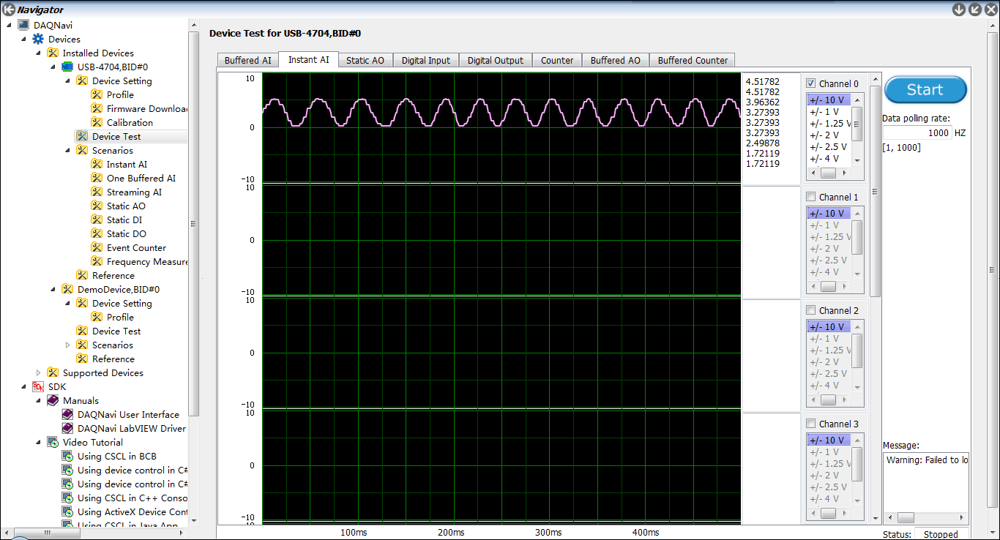 Navigator
DAQNavi
Devices
Installed Devices
USB-4704,BID#0
Device Setting
Profile
Firmware Downloa
Calibration
Device Test
Scenarios
Instant AI
One Buffered AI
Streaming AI
Static AO
Static DI
Static DO
Event Counter
Frequency Measure
Reference
DemoDevice,BID#0
Device Setting
Profile
Device Test
Scenarios
Reference
Supported Devices
SDK
Manuals
DAQNavi User Interface
DAQNavi LabVIEW Driver
Video Tutorial
Using CSCL in BCB
Using device control in C#
Using device control in C#
Using CSCL in C++ Conso
Using ActiveX Device Cont
Using CSCL in Java App
Device Test for USB-4704,BID#0
Buffered AI Instant AI Static AO Digital Input Digital Output Counter Buffered AO Buffered Counter
10
0
-10
10
0
-10
10
0
-10
10
0
-10
10
100ms 200ms 300ms 400ms
4.51782
4.51782
3.96362
3.27393
3.27393
3.27393
2.49878
1.72119
1.72119
Channel 0
+/- 10 V
+/- 1 V
+/- 1.25 V
+/- 2 V
+/- 2.5 V
+/- 4 V
Channel 1
+/- 10 V
+/- 1 V
+/- 1.25 V
+/- 2 V
+/- 2.5 V
+/- 4 V
Channel 2
+/- 10 V
+/- 1 V
+/- 1.25 V
+/- 2 V
+/- 2.5 V
+/- 4 V
Channel 3
+/- 10 V
+/- 1 V
+/- 1.25 V
+/- 2 V
+/- 2.5 V
+/- 4 V
Start
Data polling rate:
1000 HZ
[1, 1000]
Message:
Warning: Failed to lo
Status: Stopped